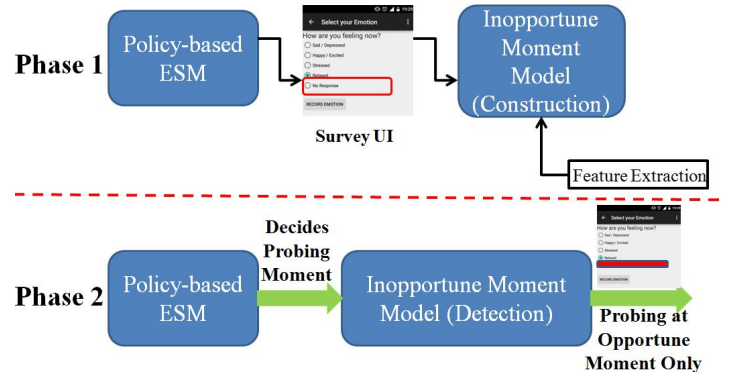 19:20
Select your Emotion
How are you feeling now?
Sad / Depressed
Happy / Excited
Stressed
Relaxed
No Response
RECORD EMOTION
Survey UI
Phase 1
Policy-based
ESM
Inopportune
Moment
Model
(Construction)
Feature Extraction
Phase 2
Policy-based
ESM
Decides
Probing
Moment
Inopportune Moment
Model (Detection)
Select your Emotion
How are you feeling now?
Sad / Depressed
Happy / Excited
Stressed
Relaxed
RECORD EMOTION
Probing at
Opportune
Moment Only